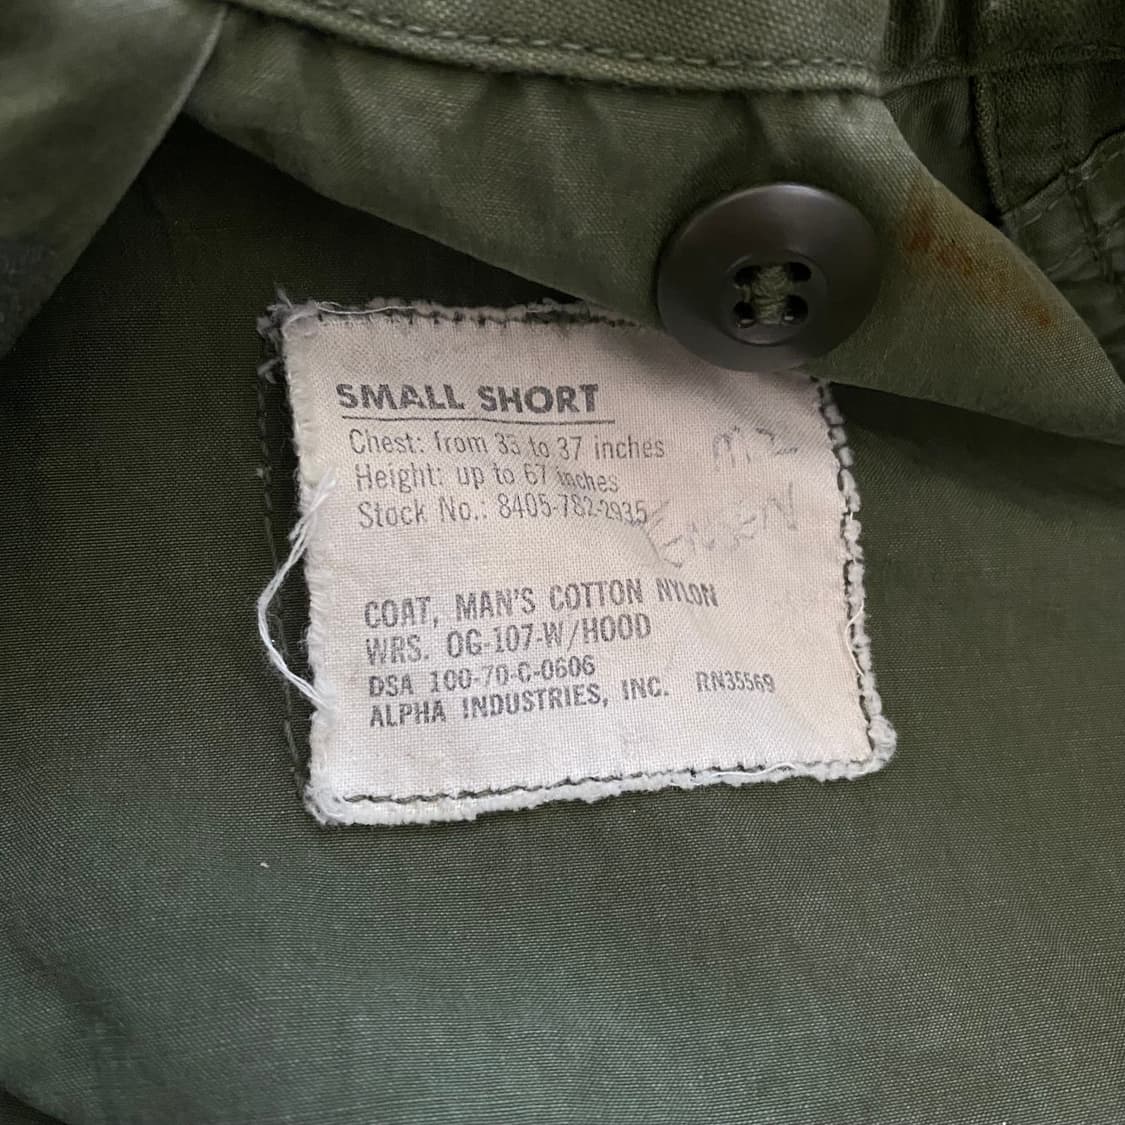 SMALL SHORT
Chest: from 33 to 37 inches
Height: up to 67 inches
Stock No.: 8405-782-2935
COAT, MAN'S COTTON NYLON
WRS. OG-107-W/HOOD
DSA 100-70-C-0606
ALPHA INDUSTRIES, INC. RN35569